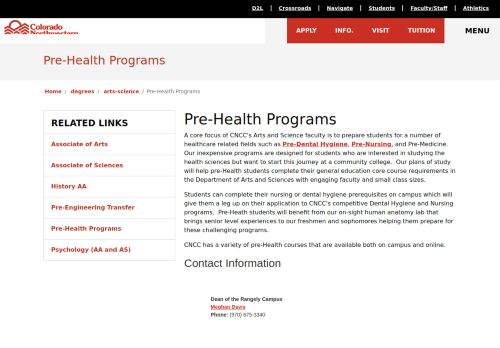 D2L | Crossroads | Navigate | Students | Faculty/Staff | Athletics
Colorado
Northwestern
APPLY INFO. VISIT TUITION MENU
Pre-Health Programs
Home / degrees / arts-science / Pre-Health Programs
RELATED LINKS
Associate of Arts
Associate of Sciences
History AA
Pre-Engineering Transfer
Pre-Health Programs
Psychology (AA and AS)
Pre-Health Programs
A core focus of CNCC's Arts and Science faculty is to prepare students for a number of
healthcare related fields such as Pre-Dental Hygiene, Pre-Nursing, and Pre-Medicine.
Our inexpensive programs are designed for students who are interested in studying the
health sciences but want to start this journey at a community college. Our plans of study
will help pre-Health students complete their general education core course requirements in
the Department of Arts and Sciences with engaging faculty and small class sizes.
Students can complete their nursing or dental hygiene prerequisites on campus which will
give them a leg up on their application to CNCC's competitive Dental Hygiene and Nursing
programs. Pre-Heath students will benefit from our on-sight human anatomy lab that
brings senior level experiences to our freshmen and sophomores helping them prepare for
these challenging programs.
CNCC has a variety of pre-Health courses that are available both on campus and online.
Contact Information
Dean of the Rangely Campus
Meghan Davis
Phone: (970) 675-3340